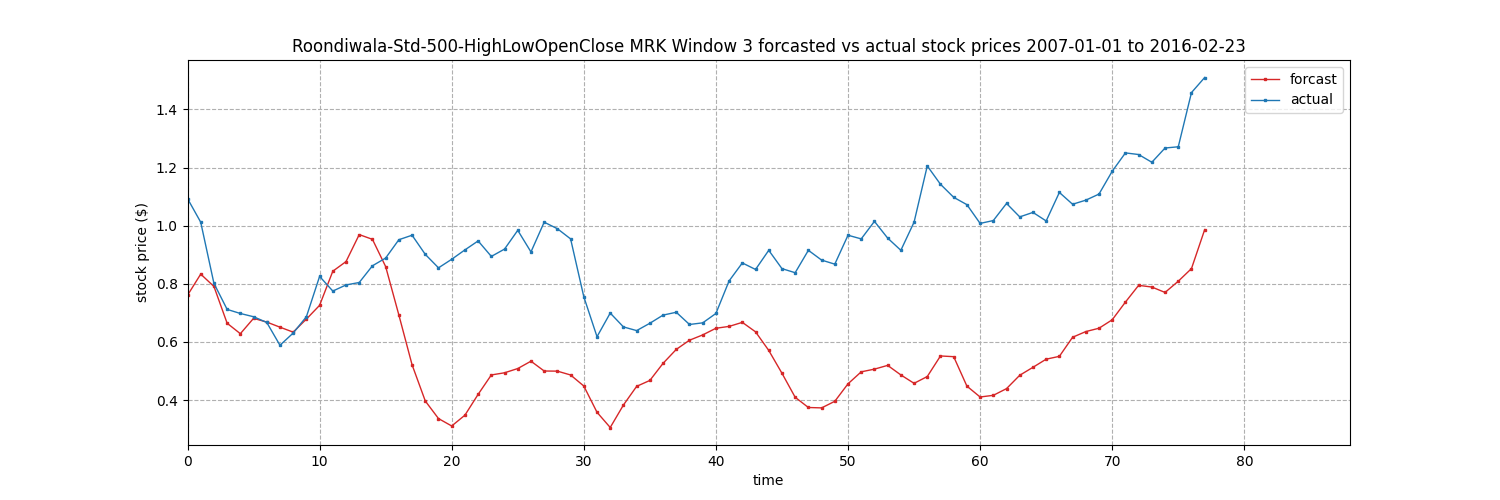 Roondiwala-Std-500-HighLowOpenClose MRK Window 3 forcasted vs actual stock prices 2007-01-01 to 2016-02-23
forcast
actual
stock price ($)
1.4
1.2
1.0
0.8
0.6
0.4
0 10 20 30 40 50 60 70 80
time